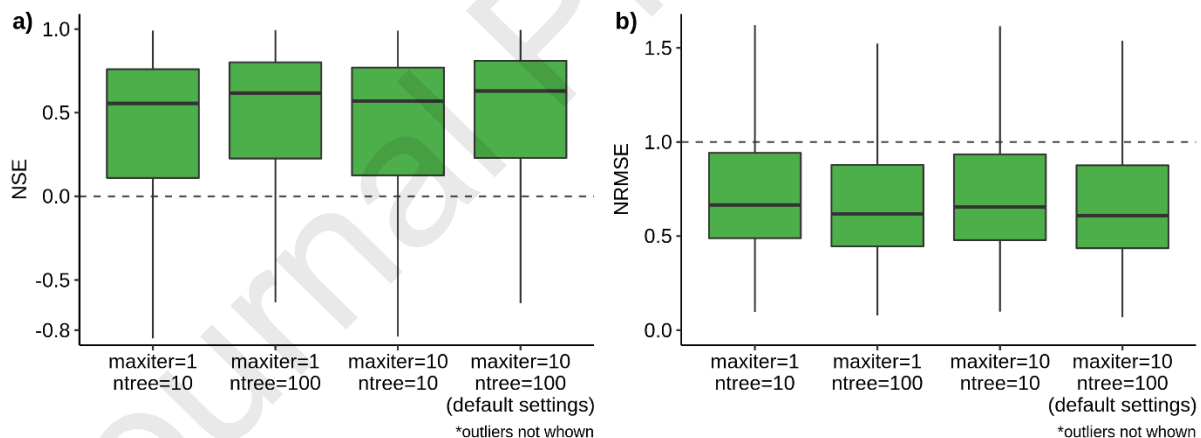 a)
1.0
0.5
0.0
-0.5
-0.8
NSE
maxiter=1 maxiter=1 maxiter=10 maxiter=10
ntree=10 ntree=100 ntree=10 ntree=100
(default settings)
*outliers not whown
b)
1.5
1.0
0.5
0.0
NRMSE
maxiter=1 maxiter=1 maxiter=10 maxiter=10
ntree=10 ntree=100 ntree=10 ntree=100
(default settings)
*outliers not whown
ournal P